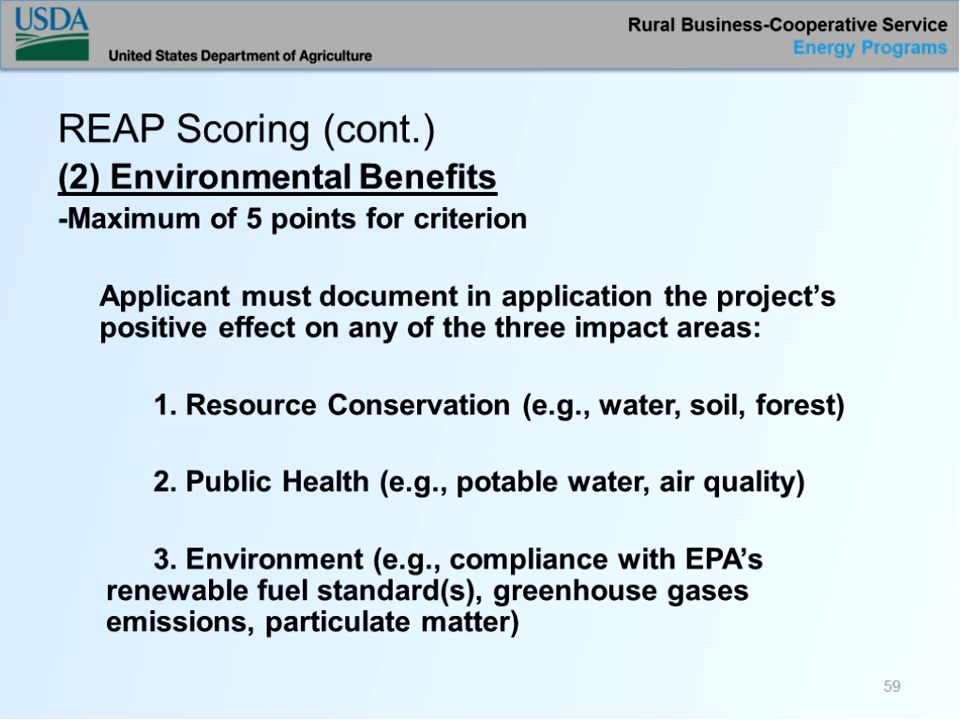 USDA
United States Department of Agriculture
Rural Business-Cooperative Service
Energy Programs
REAP Scoring (cont.)
(2) Environmental Benefits
-Maximum of 5 points for criterion
Applicant must document in application the project’s
positive effect on any of the three impact areas:
1. Resource Conservation (e.g., water, soil, forest)
2. Public Health (e.g., potable water, air quality)
3. Environment (e.g., compliance with EPA’s
renewable fuel standard(s), greenhouse gases
emissions, particulate matter)
59